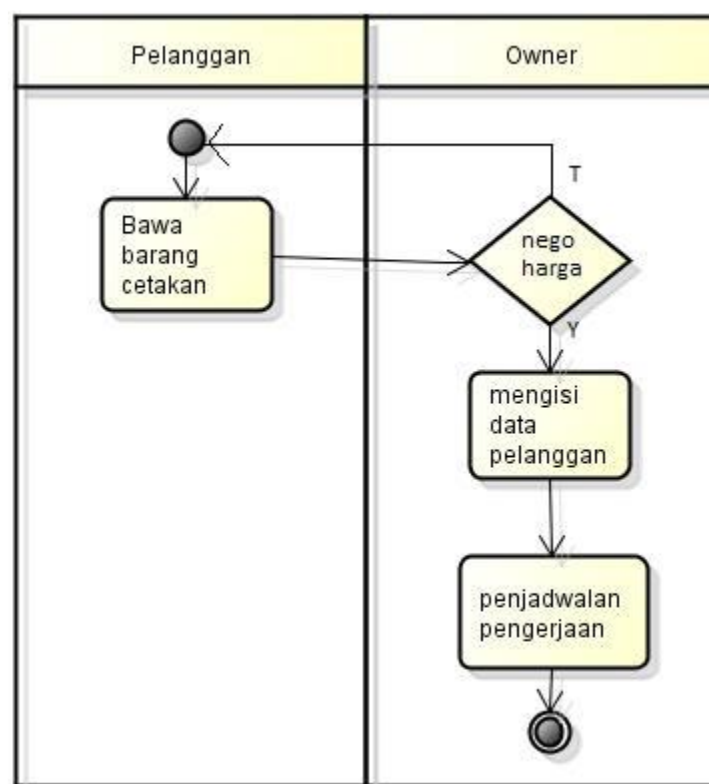 Pelanggan
Owner
T
Bawa
barang
cetakan
nego
harga
Y
mengisi
data
pelanggan
penjadwalan
pengerjaan